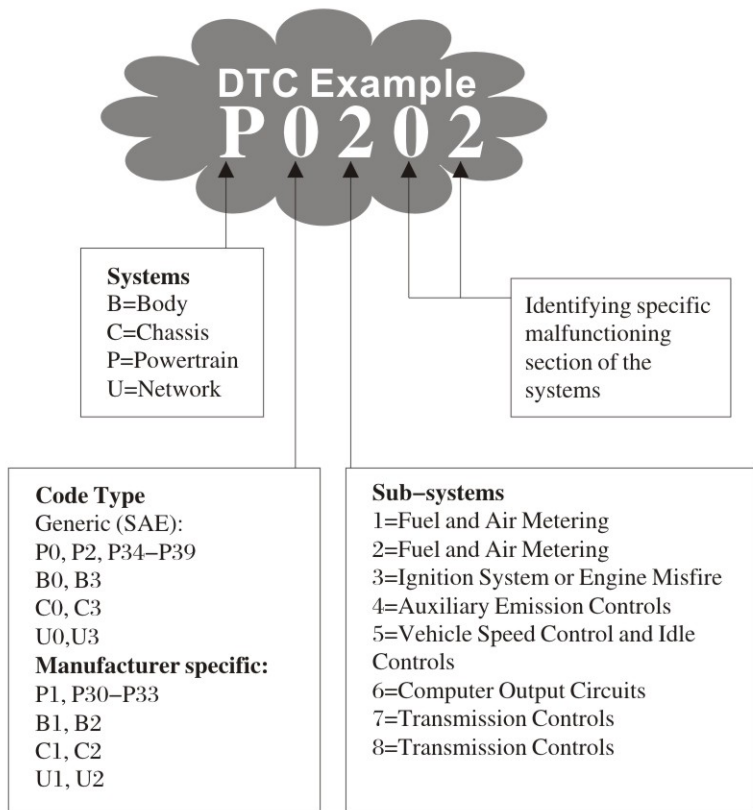 DTC Example
P0202
Systems
B=Body
C=Chassis
P=Powertrain
U=Network
Identifying specific
malfunctioning
section of the
systems
Code Type
Generic (SAE):
P0, P2, P34–P39
B0, B3
C0, C3
U0,U3
Manufacturer specific:
P1, P30–P33
B1, B2
C1, C2
U1, U2
Sub–systems
1=Fuel and Air Metering
2=Fuel and Air Metering
3=Ignition System or Engine Misfire
4=Auxiliary Emission Controls
5=Vehicle Speed Control and Idle
Controls
6=Computer Output Circuits
7=Transmission Controls
8=Transmission Controls